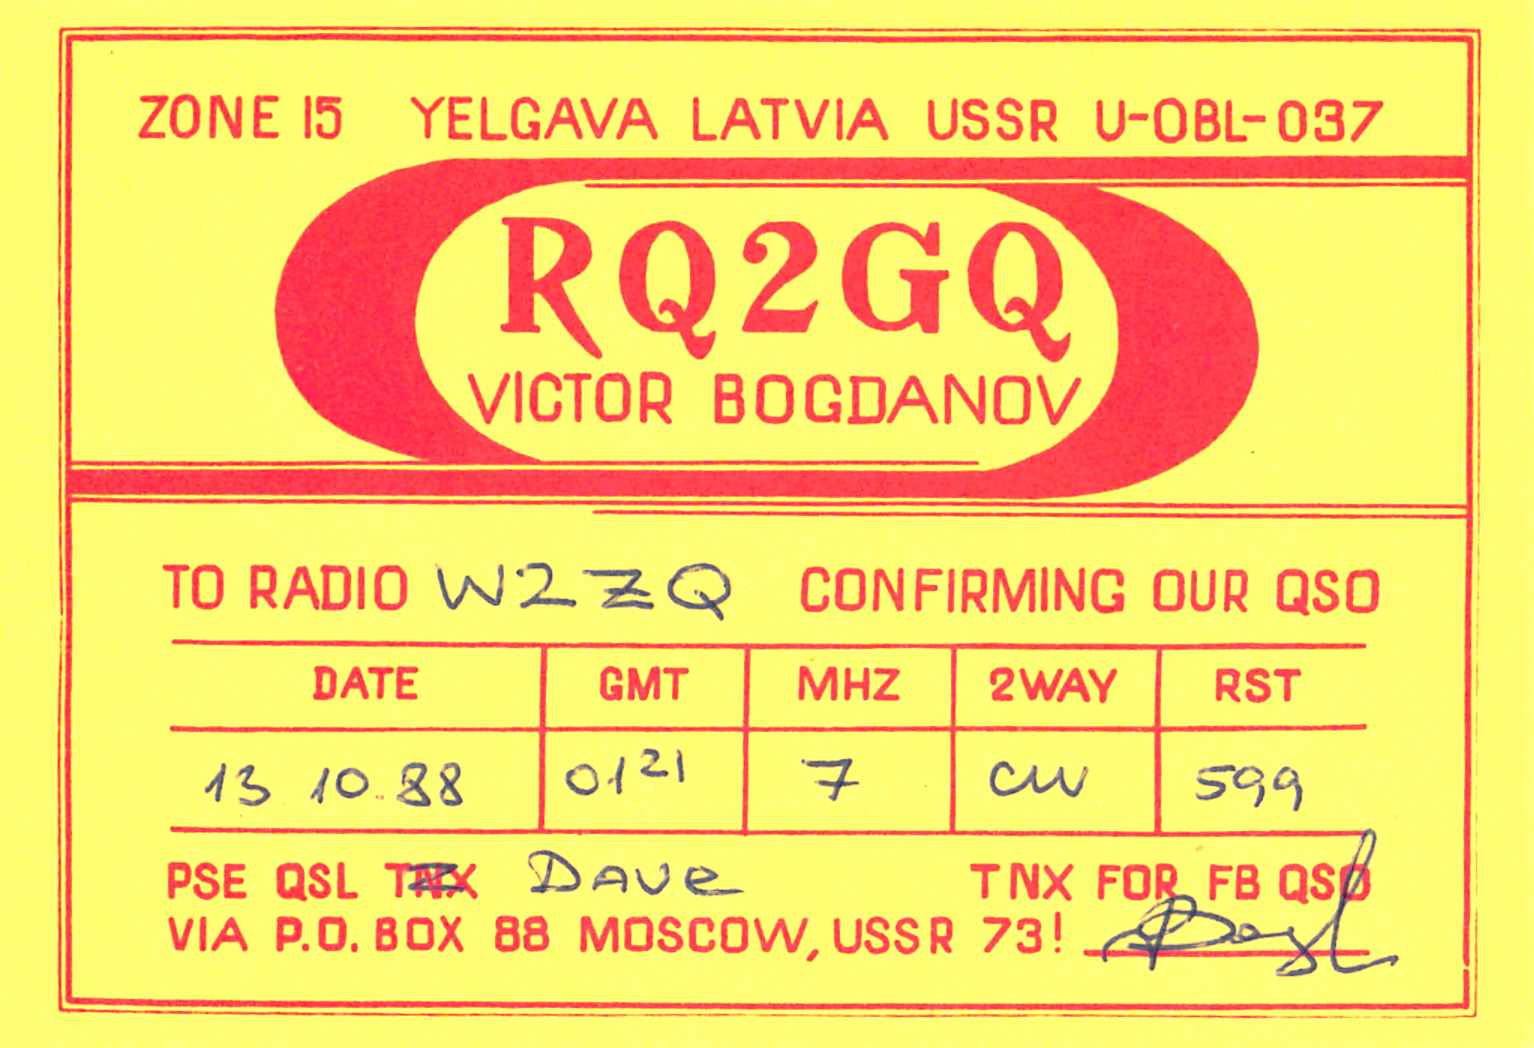 ZONE 15 YELGAVA LATVIA USSR U-OBL-037
RQ2GQ
VICTOR BOGDANOV
TO RADIO W2ZQ CONFIRMING OUR QSO
DATE GMT MHZ 2WAY RST
13 10.88 0121 7 CW 599
PSE QSL TNX Dave TNX FOR FB QSO
VIA P.O. BOX 88 MOSCOW, USSR 73!